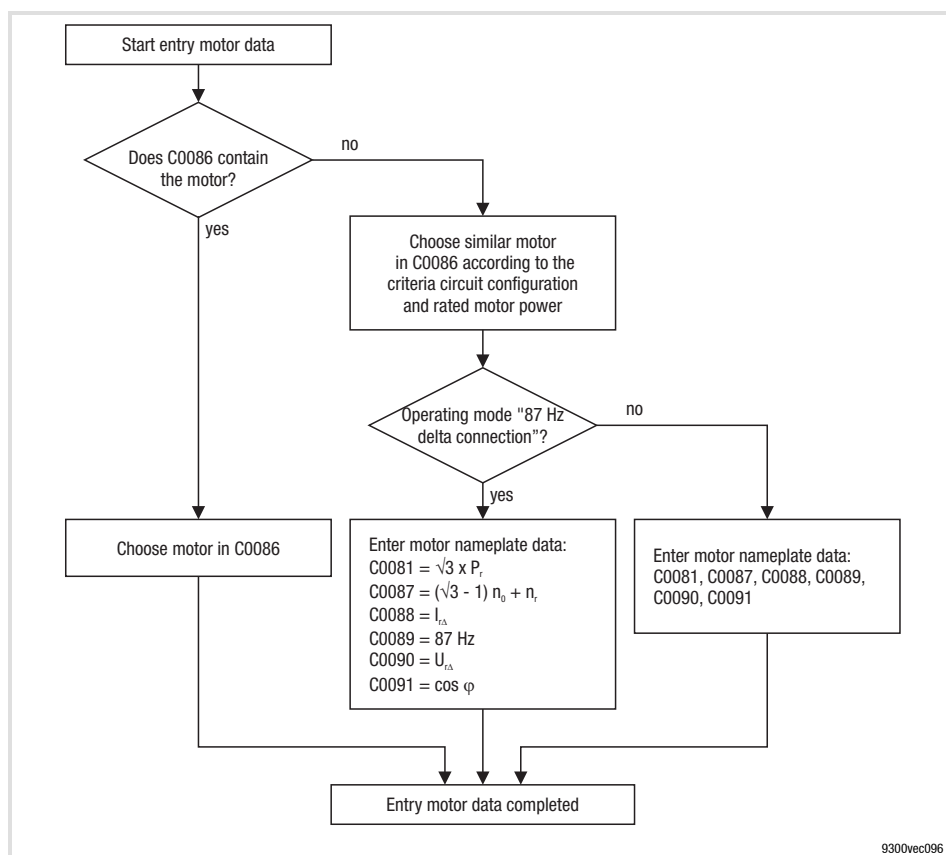 Start entry motor data
Does C0086 contain
the motor?
no
yes
Choose similar motor
in C0086 according to the
criteria circuit configuration
and rated motor power
Operating mode "87 Hz
delta connection”?
no
yes
Choose motor in C0086
Enter motor nameplate data:
C0081 = √3 x Pr
C0087 = (√3 - 1) n0 + nr
C0088 = IrΔ
C0089 = 87 Hz
C0090 = UrΔ
C0091 = cos φ
Enter motor nameplate data:
C0081, C0087, C0088, C0089,
C0090, C0091
Entry motor data completed
9300vec096